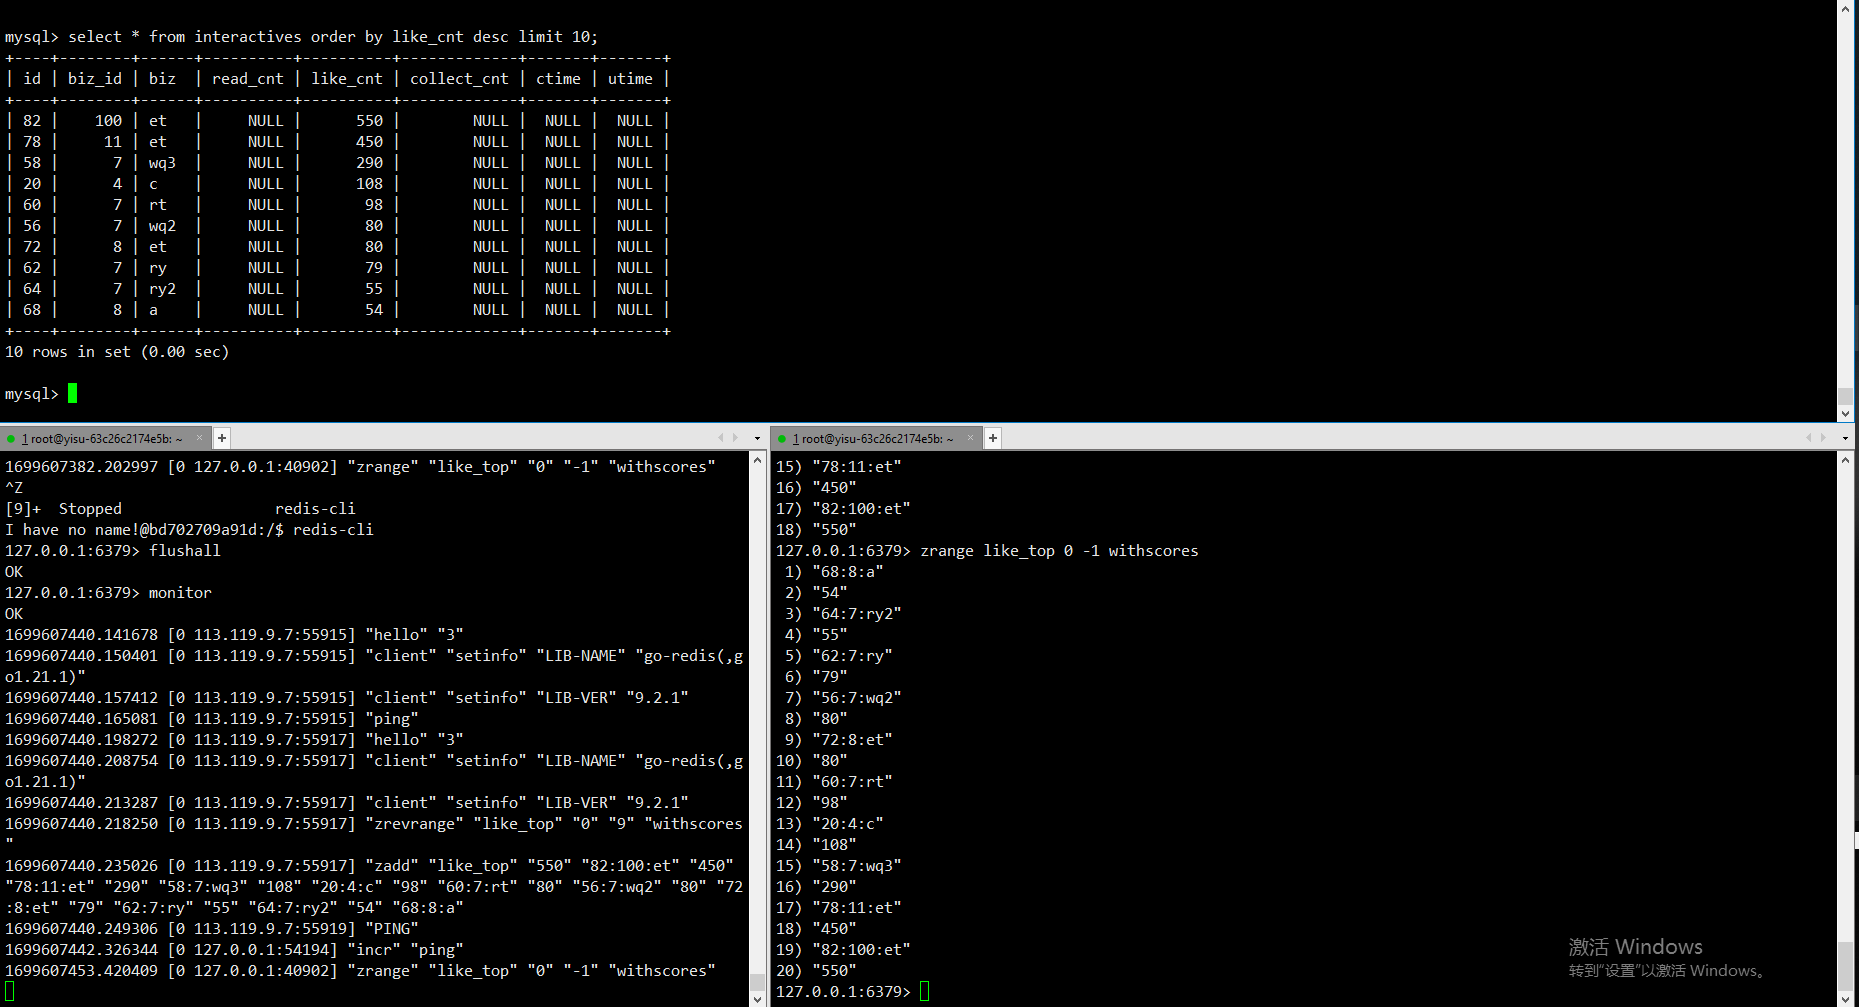 mysql> select * from interactives order by like_cnt desc limit 10;
+----+--------+------+----------+----------+-------------+-------+-------+
| id | biz_id | biz  | read_cnt | like_cnt | collect_cnt | ctime | utime |
+----+--------+------+----------+----------+-------------+-------+-------+
| 82 |    100 | et   |     NULL |      550 |        NULL |  NULL |  NULL |
| 78 |     11 | et   |     NULL |      450 |        NULL |  NULL |  NULL |
| 58 |      7 | wq3  |     NULL |      290 |        NULL |  NULL |  NULL |
| 20 |      4 | c    |     NULL |      108 |        NULL |  NULL |  NULL |
| 60 |      7 | rt   |     NULL |       98 |        NULL |  NULL |  NULL |
| 56 |      7 | wq2  |     NULL |       80 |        NULL |  NULL |  NULL |
| 72 |      8 | et   |     NULL |       80 |        NULL |  NULL |  NULL |
| 62 |      7 | ry   |     NULL |       79 |        NULL |  NULL |  NULL |
| 64 |      7 | ry2  |     NULL |       55 |        NULL |  NULL |  NULL |
| 68 |      8 | a    |     NULL |       54 |        NULL |  NULL |  NULL |
+----+--------+------+----------+----------+-------------+-------+-------+
10 rows in set (0.00 sec)
mysql>
1 root@yisu-63c26c2174e5b: ~ × +
1699607382.202997 [0 127.0.0.1:40902] "zrange" "like_top" "0" "-1" "withscores"
^Z
[9]+  Stopped                 redis-cli
I have no name!@bd702709a91d:/$ redis-cli
127.0.0.1:6379> flushall
OK
127.0.0.1:6379> monitor
OK
1699607440.141678 [0 113.119.9.7:55915] "hello" "3"
1699607440.150401 [0 113.119.9.7:55915] "client" "setinfo" "LIB-NAME" "go-redis(,g
o1.21.1)"
1699607440.157412 [0 113.119.9.7:55915] "client" "setinfo" "LIB-VER" "9.2.1"
1699607440.165081 [0 113.119.9.7:55915] "ping"
1699607440.198272 [0 113.119.9.7:55917] "hello" "3"
1699607440.208754 [0 113.119.9.7:55917] "client" "setinfo" "LIB-NAME" "go-redis(,g
o1.21.1)"
1699607440.213287 [0 113.119.9.7:55917] "client" "setinfo" "LIB-VER" "9.2.1"
1699607440.218250 [0 113.119.9.7:55917] "zrevrange" "like_top" "0" "9" "withscores
"
1699607440.235026 [0 113.119.9.7:55917] "zadd" "like_top" "550" "82:100:et" "450"
"78:11:et" "290" "58:7:wq3" "108" "20:4:c" "98" "60:7:rt" "80" "56:7:wq2" "80" "72
:8:et" "79" "62:7:ry" "55" "64:7:ry2" "54" "68:8:a"
1699607440.249306 [0 113.119.9.7:55919] "PING"
1699607442.326344 [0 127.0.0.1:54194] "incr" "ping"
1699607453.420409 [0 127.0.0.1:40902] "zrange" "like_top" "0" "-1" "withscores"
1 root@yisu-63c26c2174e5b: ~ × +
15) "78:11:et"
16) "450"
17) "82:100:et"
18) "550"
127.0.0.1:6379> zrange like_top 0 -1 withscores
1) "68:8:a"
2) "54"
3) "64:7:ry2"
4) "55"
5) "62:7:ry"
6) "79"
7) "56:7:wq2"
8) "80"
9) "72:8:et"
10) "80"
11) "60:7:rt"
12) "98"
13) "20:4:c"
14) "108"
15) "58:7:wq3"
16) "290"
17) "78:11:et"
18) "450"
19) "82:100:et"
20) "550"
127.0.0.1:6379>
激活 Windows
转到"设置"以激活 Windows。